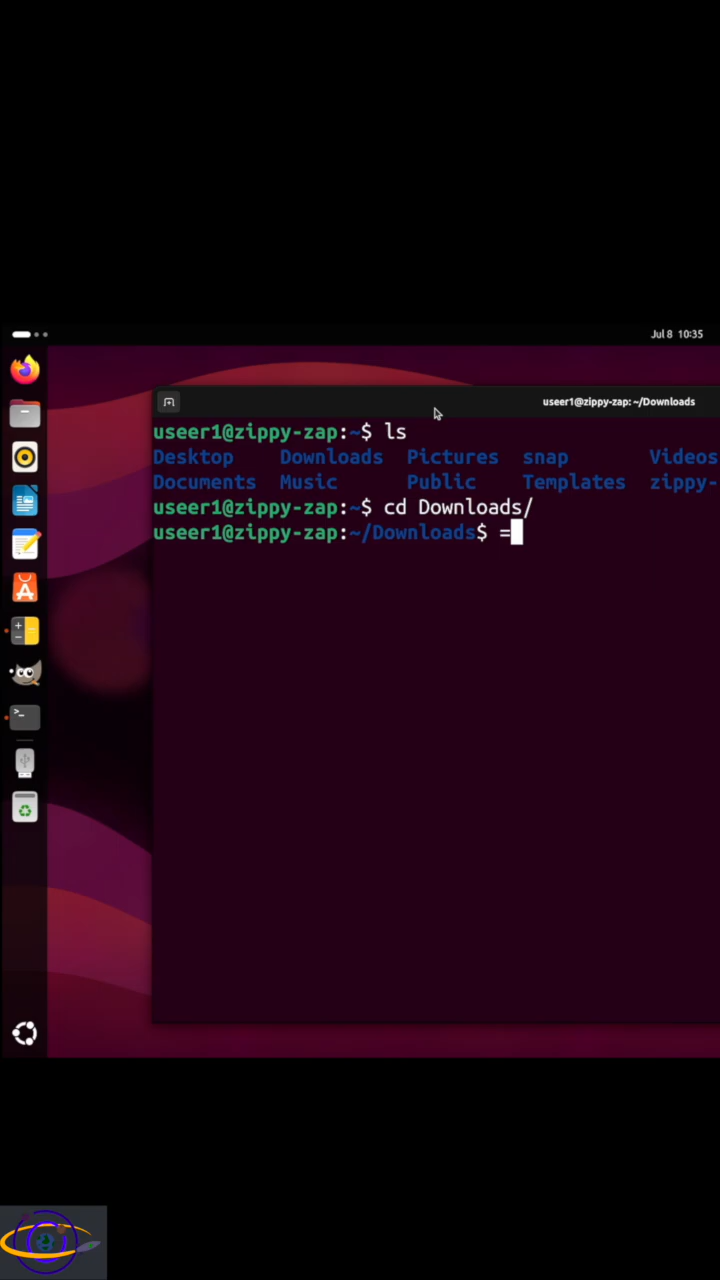 Jul 8 10:35
useer1@zippy-zap: ~/Downloads
useer1@zippy-zap:~$ ls
Desktop Downloads Pictures snap Videos
Documents Music Public Templates zippy-
useer1@zippy-zap:~$ cd Downloads/
useer1@zippy-zap:~/Downloads$ =